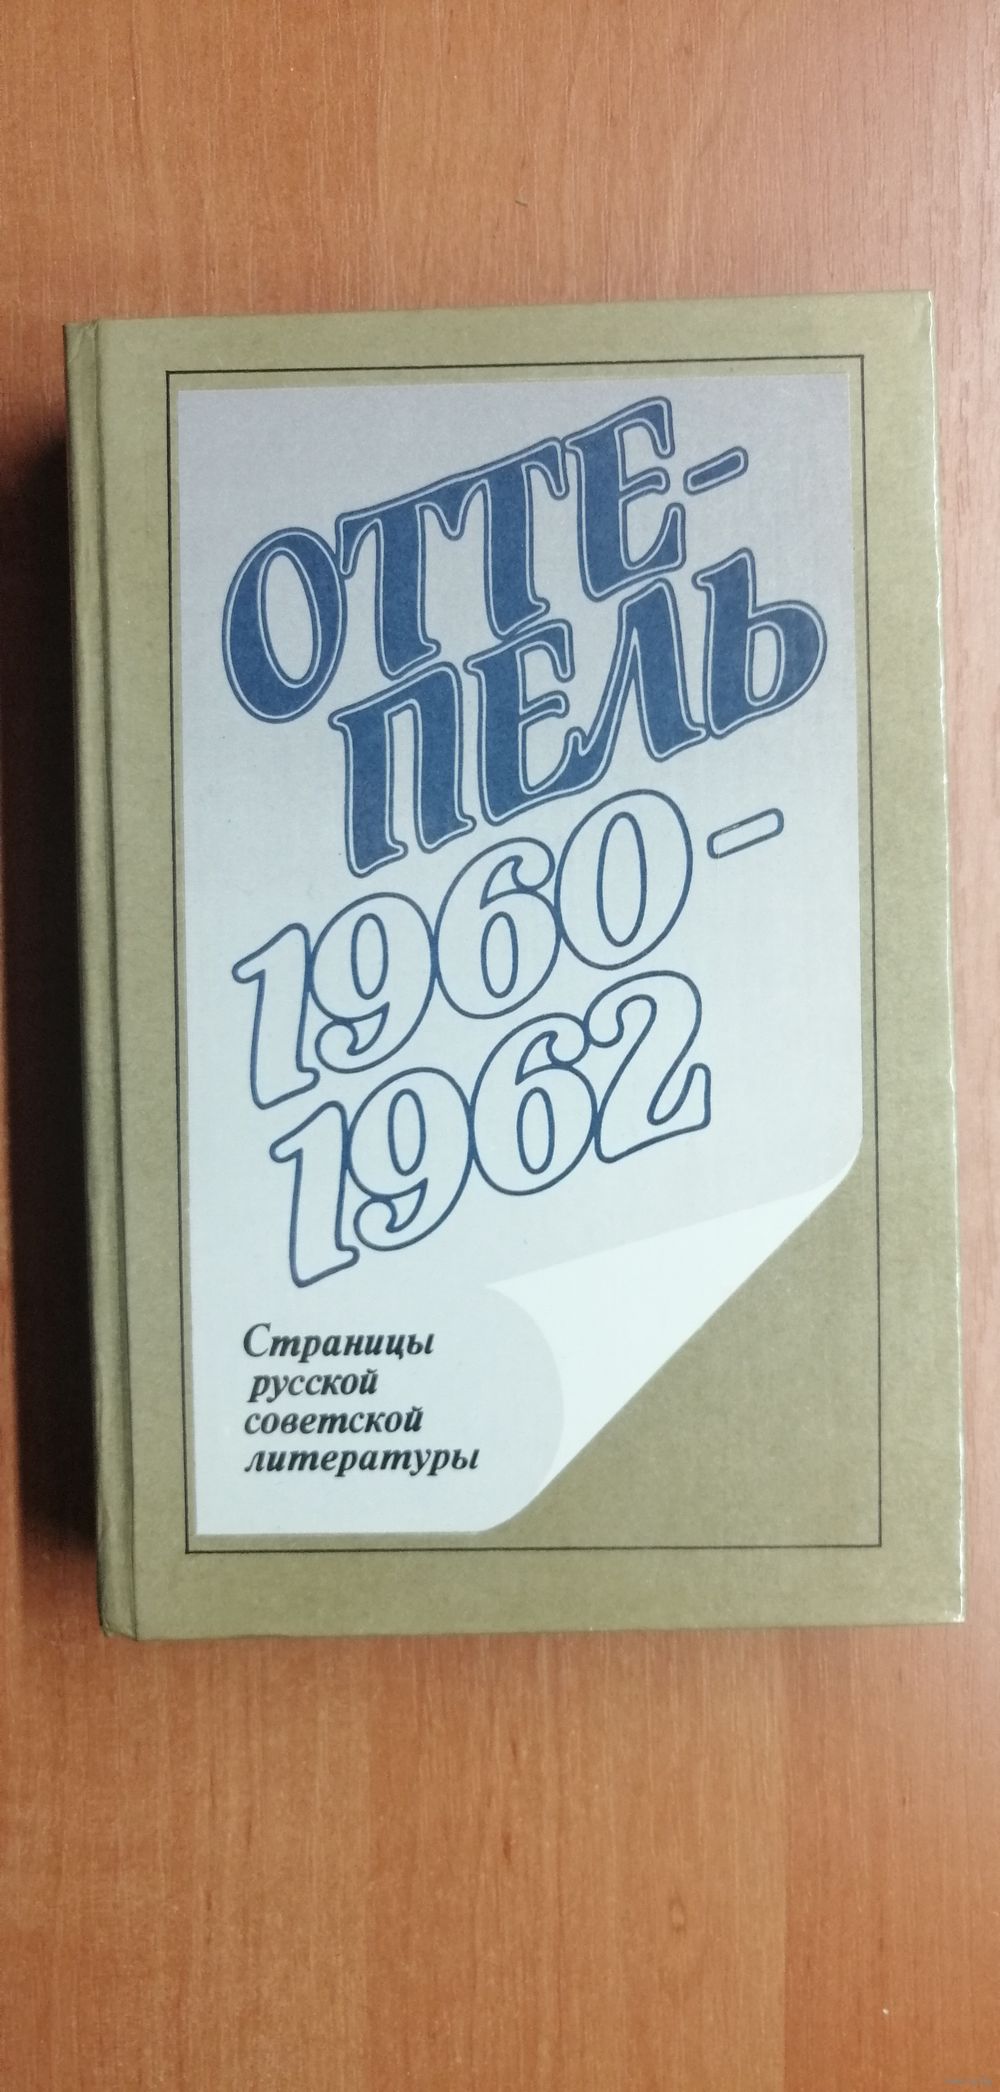 ОТТЕ-
ПЕЛЬ
1960-
1962
Страницы
русской
советской
литературы